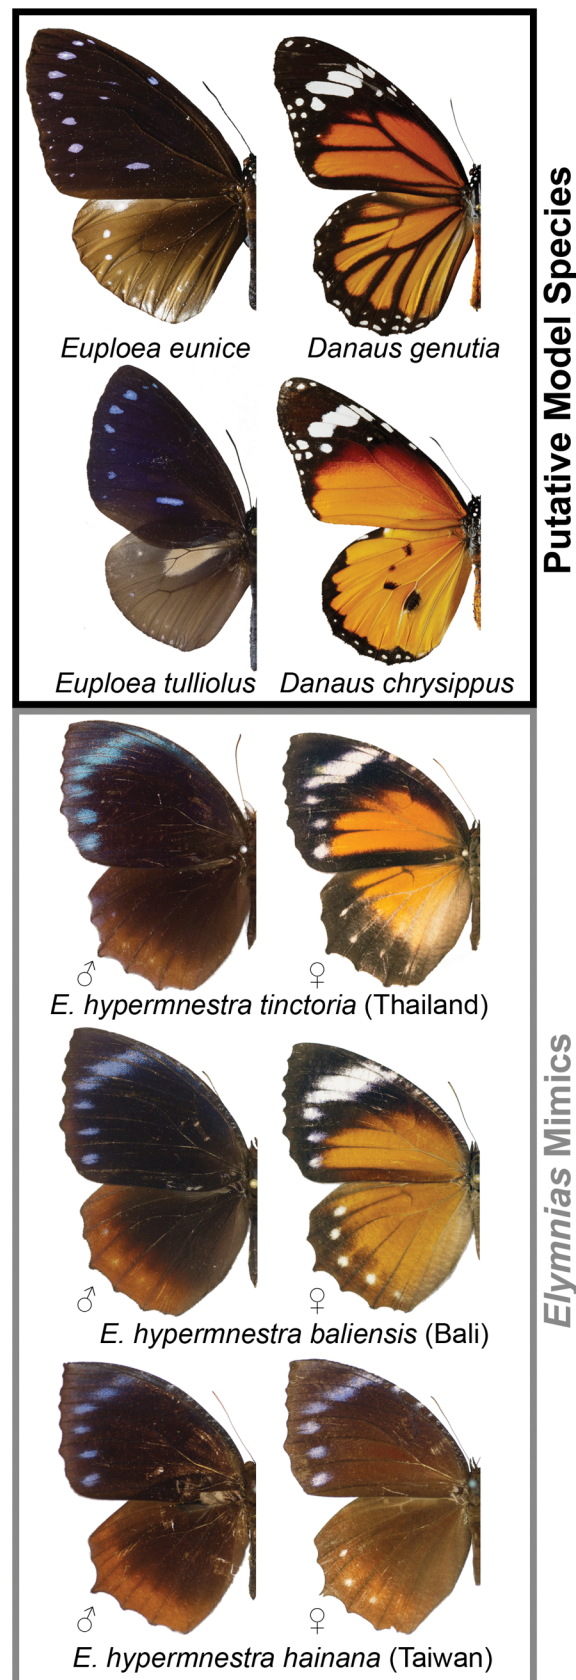 Euploea eunice
Danaus genutia
Euploea tulliolus
Danaus chrysippus
Putative Model Species
♂
♀
E. hypermnestra tinctoria (Thailand)
♂
♀
E. hypermnestra baliensis (Bali)
♂
♀
E. hypermnestra hainana (Taiwan)
Elymnias Mimics